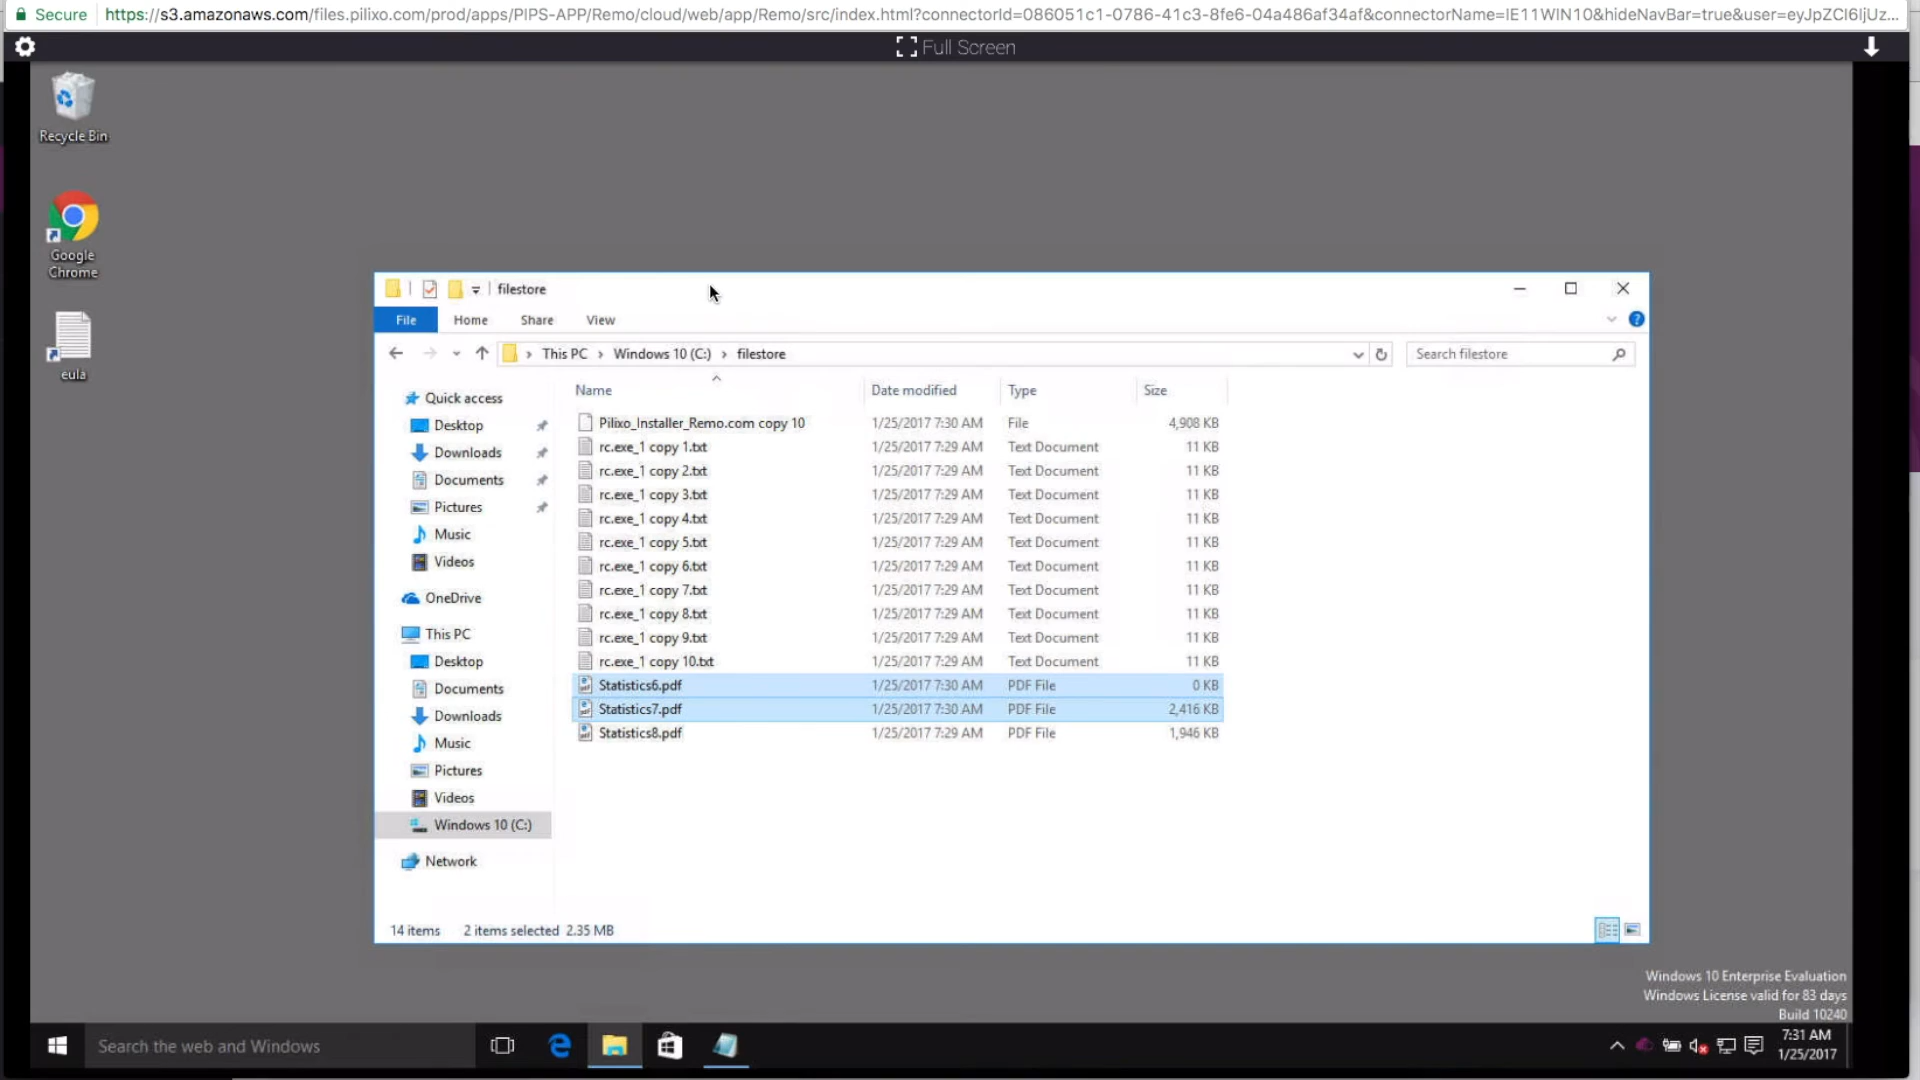 Secure https://s3.amazonaws.com/files.pilixo.com/prod/apps/PIPS-APP/Remo/cloud/web/app/Remo/src/index.html?connectorId=086051c1-0786-41c3-8fe6-04a486af34af&connectorName=IE11WIN10&hideNavBar=true&user=eyJpZCI6IjUz...
Full Screen
Recycle Bin
Google
Chrome
eula
filestore
File Home Share View
This PC Windows 10 (C:) filestore Search filestore
Name Date modified Type Size
Pilixo_Installer_Remo.com copy 10 1/25/2017 7:30 AM File 4,908 KB
rc.exe_1 copy 1.txt 1/25/2017 7:29 AM Text Document 11 KB
rc.exe_1 copy 2.txt 1/25/2017 7:29 AM Text Document 11 KB
rc.exe_1 copy 3.txt 1/25/2017 7:29 AM Text Document 11 KB
rc.exe_1 copy 4.txt 1/25/2017 7:29 AM Text Document 11 KB
rc.exe_1 copy 5.txt 1/25/2017 7:29 AM Text Document 11 KB
rc.exe_1 copy 6.txt 1/25/2017 7:29 AM Text Document 11 KB
rc.exe_1 copy 7.txt 1/25/2017 7:29 AM Text Document 11 KB
rc.exe_1 copy 8.txt 1/25/2017 7:29 AM Text Document 11 KB
rc.exe_1 copy 9.txt 1/25/2017 7:29 AM Text Document 11 KB
rc.exe_1 copy 10.txt 1/25/2017 7:29 AM Text Document 11 KB
Statistics6.pdf 1/25/2017 7:30 AM PDF File 0 KB
Statistics7.pdf 1/25/2017 7:30 AM PDF File 2,416 KB
Statistics8.pdf 1/25/2017 7:29 AM PDF File 1,946 KB
Quick access
Desktop
Downloads
Documents
Pictures
Music
Videos
OneDrive
This PC
Desktop
Documents
Downloads
Music
Pictures
Videos
Windows 10 (C:)
Network
14 items 2 items selected 2.35 MB
Windows 10 Enterprise Evaluation
Windows License valid for 83 days
Build 10240
Search the web and Windows
7:31 AM
1/25/2017